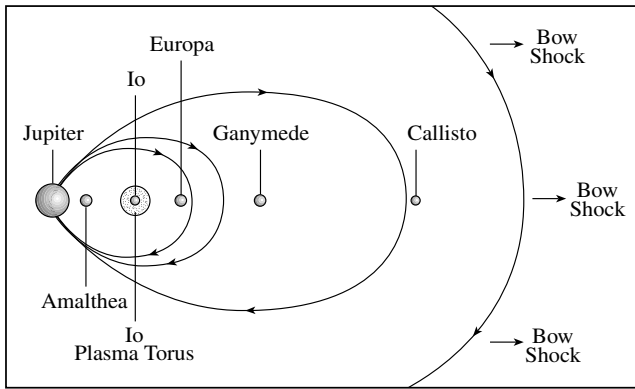 Bow
Shock
Europa
Io
Jupiter
Ganymede
Callisto
Bow
Shock
Amalthea
Io
Plasma Torus
Bow
Shock